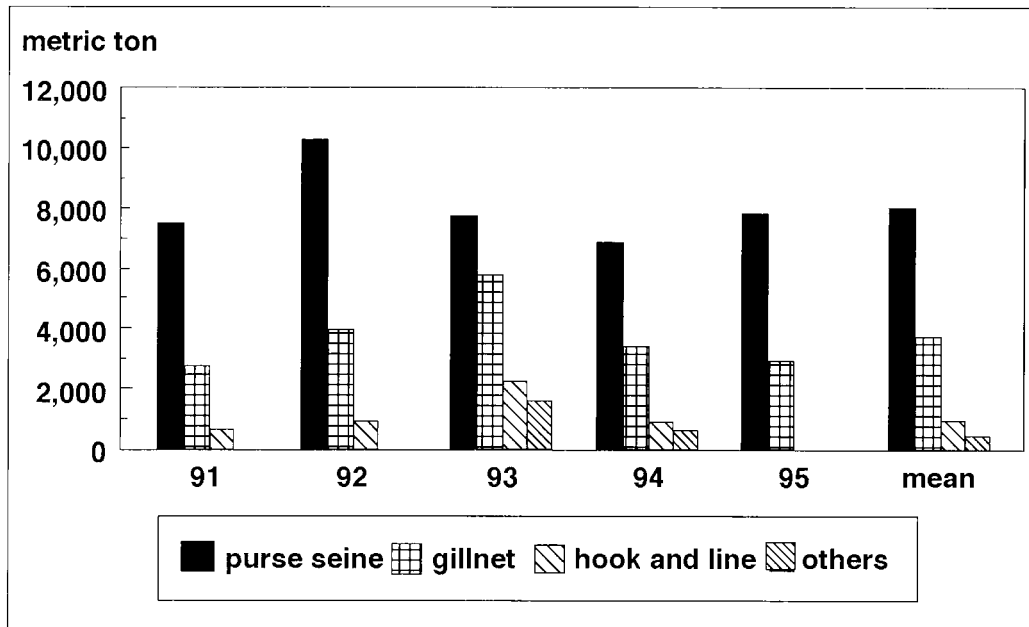 metric ton
12,000
10,000
8,000
6,000
4,000
2,000
0
91 92 93 94 95 mean
purse seine gillnet hook and line others